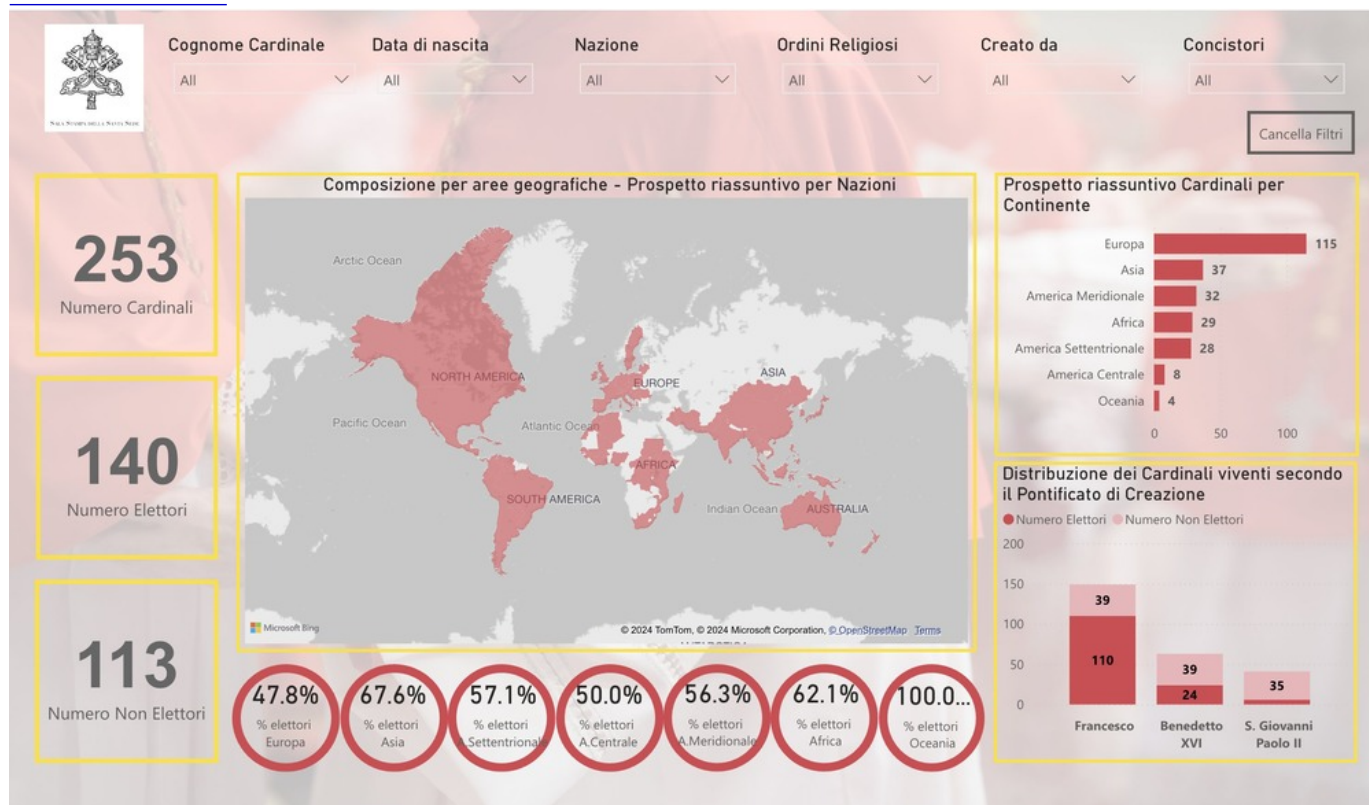 Cognome Cardinale
All
Data di nascita
All
Nazione
All
Ordini Religiosi
All
Creato da
All
Concistori
All
SALA STAMPA DELLA SANTA SEDE
Cancella Filtri
253
Numero Cardinali
140
Numero Elettori
113
Numero Non Elettori
Composizione per aree geografiche - Prospetto riassuntivo per Nazioni
Arctic Ocean
NORTH AMERICA
EUROPE
ASIA
Pacific Ocean
Atlantic Ocean
AFRICA
SOUTH AMERICA
Indian Ocean
AUSTRALIA
Microsoft Bing
© 2024 TomTom, © 2024 Microsoft Corporation, © OpenStreetMap Terms
47.8%
% elettori
Europa
67.6%
% elettori
Asia
57.1%
% elettori
A.Settentrionale
50.0%
% elettori
A.Centrale
56.3%
% elettori
A.Meridionale
62.1%
% elettori
Africa
100.0...
% elettori
Oceania
Prospetto riassuntivo Cardinali per
Continente
Europa 115
Asia 37
America Meridionale 32
Africa 29
America Settentrionale 28
America Centrale 8
Oceania 4
0 50 100
Distribuzione dei Cardinali viventi secondo
il Pontificato di Creazione
Numero Elettori Numero Non Elettori
200
150
100
50
0
39
110
39
24
35
Francesco
Benedetto
XVI
S. Giovanni
Paolo II